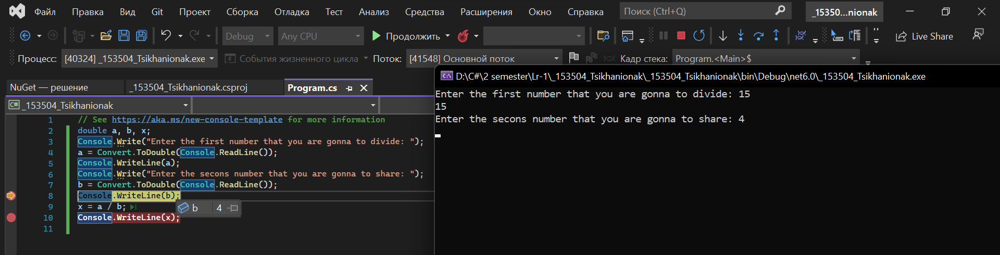 Файл Правка Вид Git Проект Сборка Отладка Тест Анализ Средства Расширения Окно Справка Поиск (Ctrl+Q) _15350...nionak
Debug Any CPU Продолжить Live Share
Процесс: [40324] _153504_Tsikhanionak.exe События жизненного цикла Поток: [41548] Основной поток Кадр стека: Program.<Main>$
NuGet — решение _153504_Tsikhanionak.csproj Program.cs
C# _153504_Tsikhanionak
1 // See https://aka.ms/new-console-template for more information
2 double a, b, x;
3 Console.Write("Enter the first number that you are gonna to divide: ");
4 a = Convert.ToDouble(Console.ReadLine());
5 Console.WriteLine(a);
6 Console.Write("Enter the secons number that you are gonna to share: ");
7 b = Convert.ToDouble(Console.ReadLine());
8 Console.WriteLine(b);
9 x = a / b;
b 4
10 Console.WriteLine(x);
11
C:\ D:\C#\2 semester\Lr-1\_153504_Tsikhanionak\_153504_Tsikhanionak\bin\Debug\net6.0\_153504_Tsikhanionak.exe
Enter the first number that you are gonna to divide: 15
15
Enter the secons number that you are gonna to share: 4